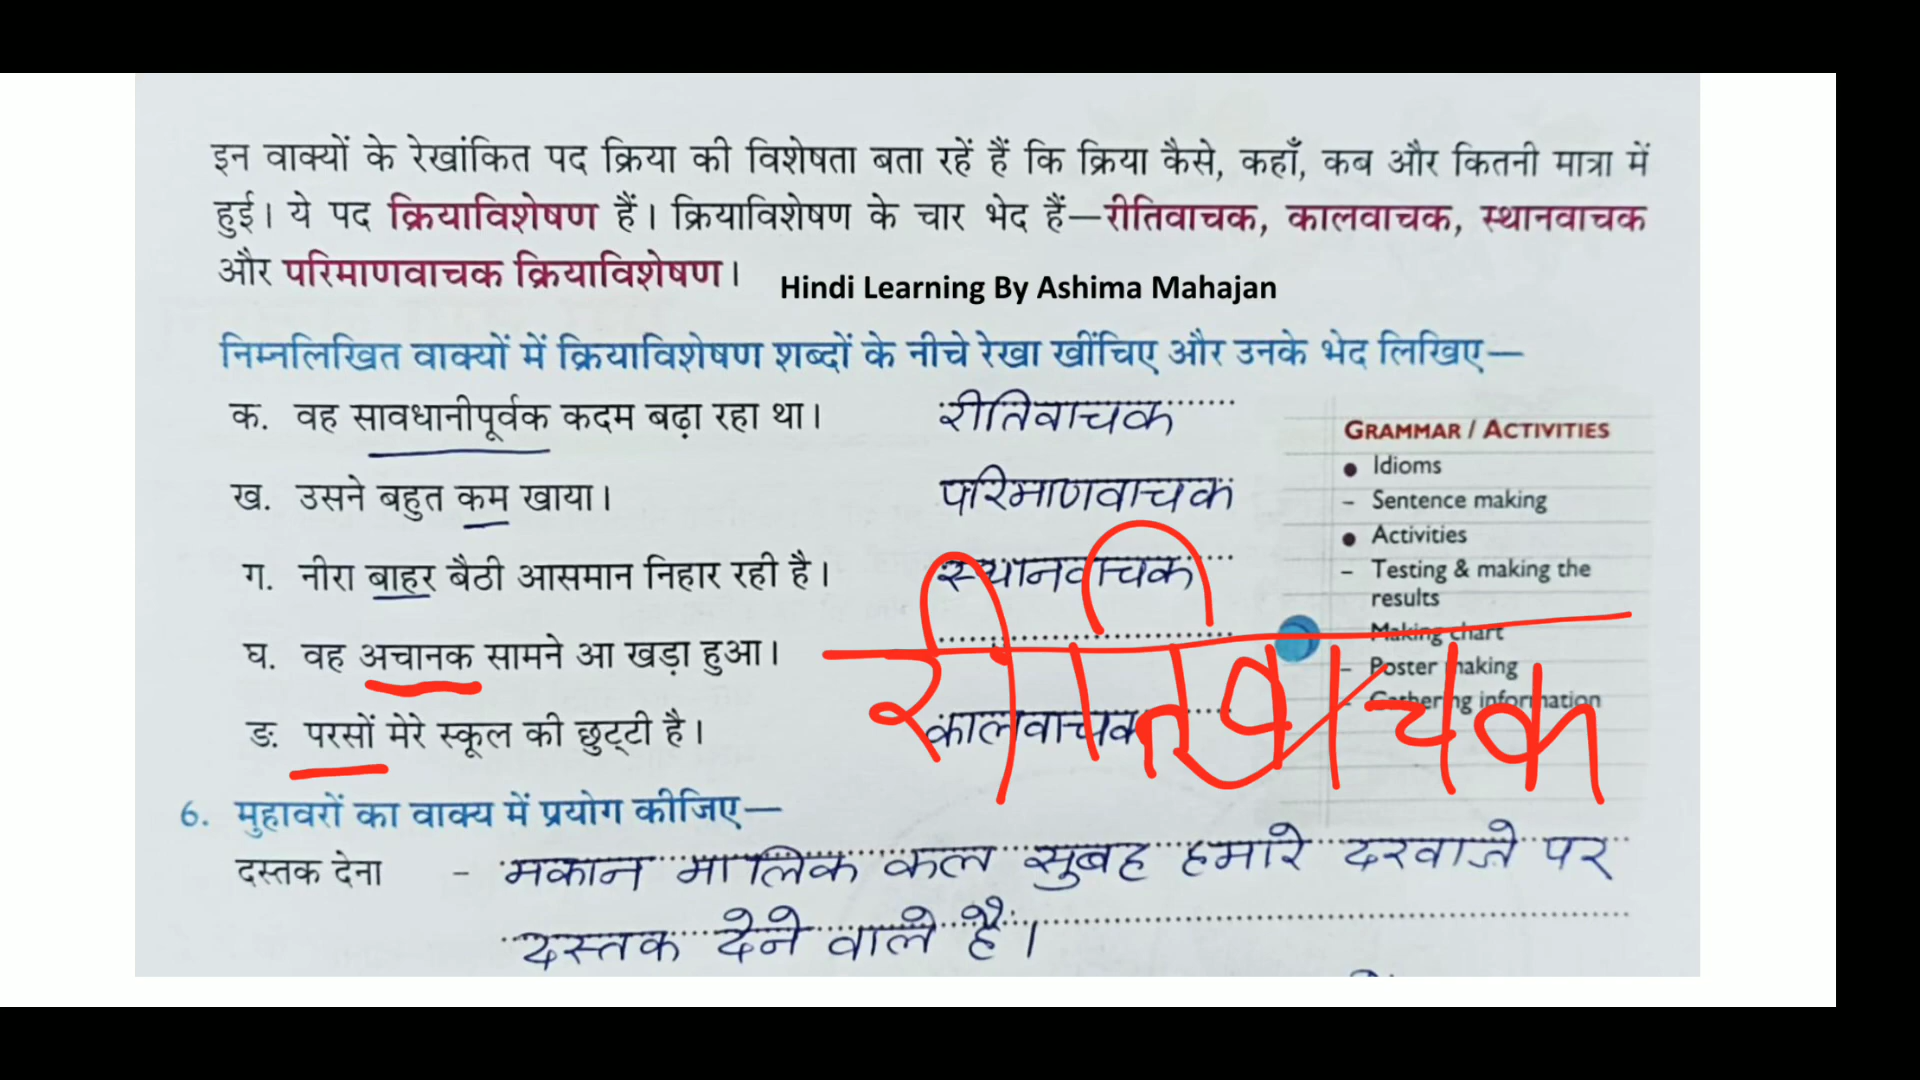 इन वाक्यों के रेखांकित पद क्रिया की विशेषता बता रहें हैं कि क्रिया कैसे, कहाँ, कब और कितनी मात्रा में
हुई। ये पद क्रियाविशेषण हैं। क्रियाविशेषण के चार भेद हैं—रीतिवाचक, कालवाचक, स्थानवाचक
और परिमाणवाचक क्रियाविशेषण।
Hindi Learning By Ashima Mahajan
निम्नलिखित वाक्यों में क्रियाविशेषण शब्दों के नीचे रेखा खींचिए और उनके भेद लिखिए—
क. वह सावधानीपूर्वक कदम बढ़ा रहा था। रीतिवाचक
ख. उसने बहुत कम खाया। परिमाणवाचक
ग. नीरा बाहर बैठी आसमान निहार रही है। स्थानवाचक
घ. वह अचानक सामने आ खड़ा हुआ। रीतिवाचक
ङ. परसों मेरे स्कूल की छुट्टी है। कालवाचक
GRAMMAR / ACTIVITIES
● Idioms
– Sentence making
● Activities
– Testing & making the
results
Making chart
– Poster making
– Gathering information
6. मुहावरों का वाक्य में प्रयोग कीजिए—
दस्तक देना - मकान मालिक कल सुबह हमारे दरवाजे पर
दस्तक देने वाले हैं।